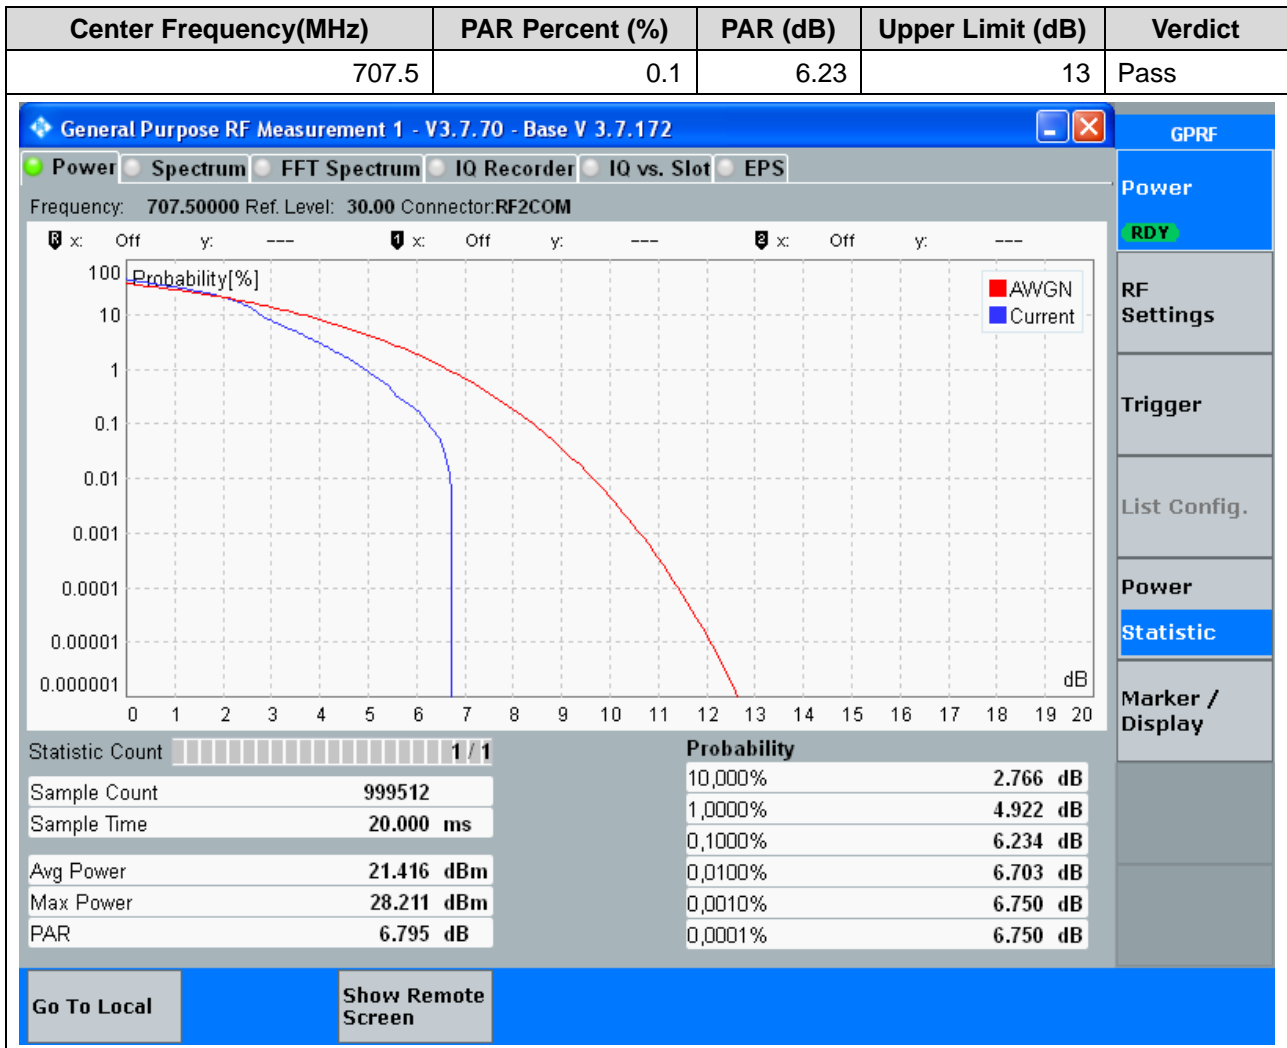 Center Frequency(MHz) PAR Percent (%) PAR (dB) Upper Limit (dB) Verdict
707.5 0.1 6.23 13 Pass
General Purpose RF Measurement 1 - V3.7.70 - Base V 3.7.172
GPRF
Power Spectrum FFT Spectrum IQ Recorder IQ vs. Slot EPS
Frequency: 707.50000 Ref. Level: 30.00 Connector:RF2COM
R x: Off y: --- 1 x: Off y: --- 2 x: Off y: ---
Probability[%]
AWGN
Current
100
10
1
0.1
0.01
0.001
0.0001
0.00001
0.000001
dB
0 1 2 3 4 5 6 7 8 9 10 11 12 13 14 15 16 17 18 19 20
Statistic Count 1 / 1
Sample Count 999512
Sample Time 20.000 ms
Avg Power 21.416 dBm
Max Power 28.211 dBm
PAR 6.795 dB
Probability
10,000% 2.766 dB
1,0000% 4.922 dB
0,1000% 6.234 dB
0,0100% 6.703 dB
0,0010% 6.750 dB
0,0001% 6.750 dB
Power
RDY
RF
Settings
Trigger
List Config.
Power
Statistic
Marker /
Display
Go To Local
Show Remote
Screen